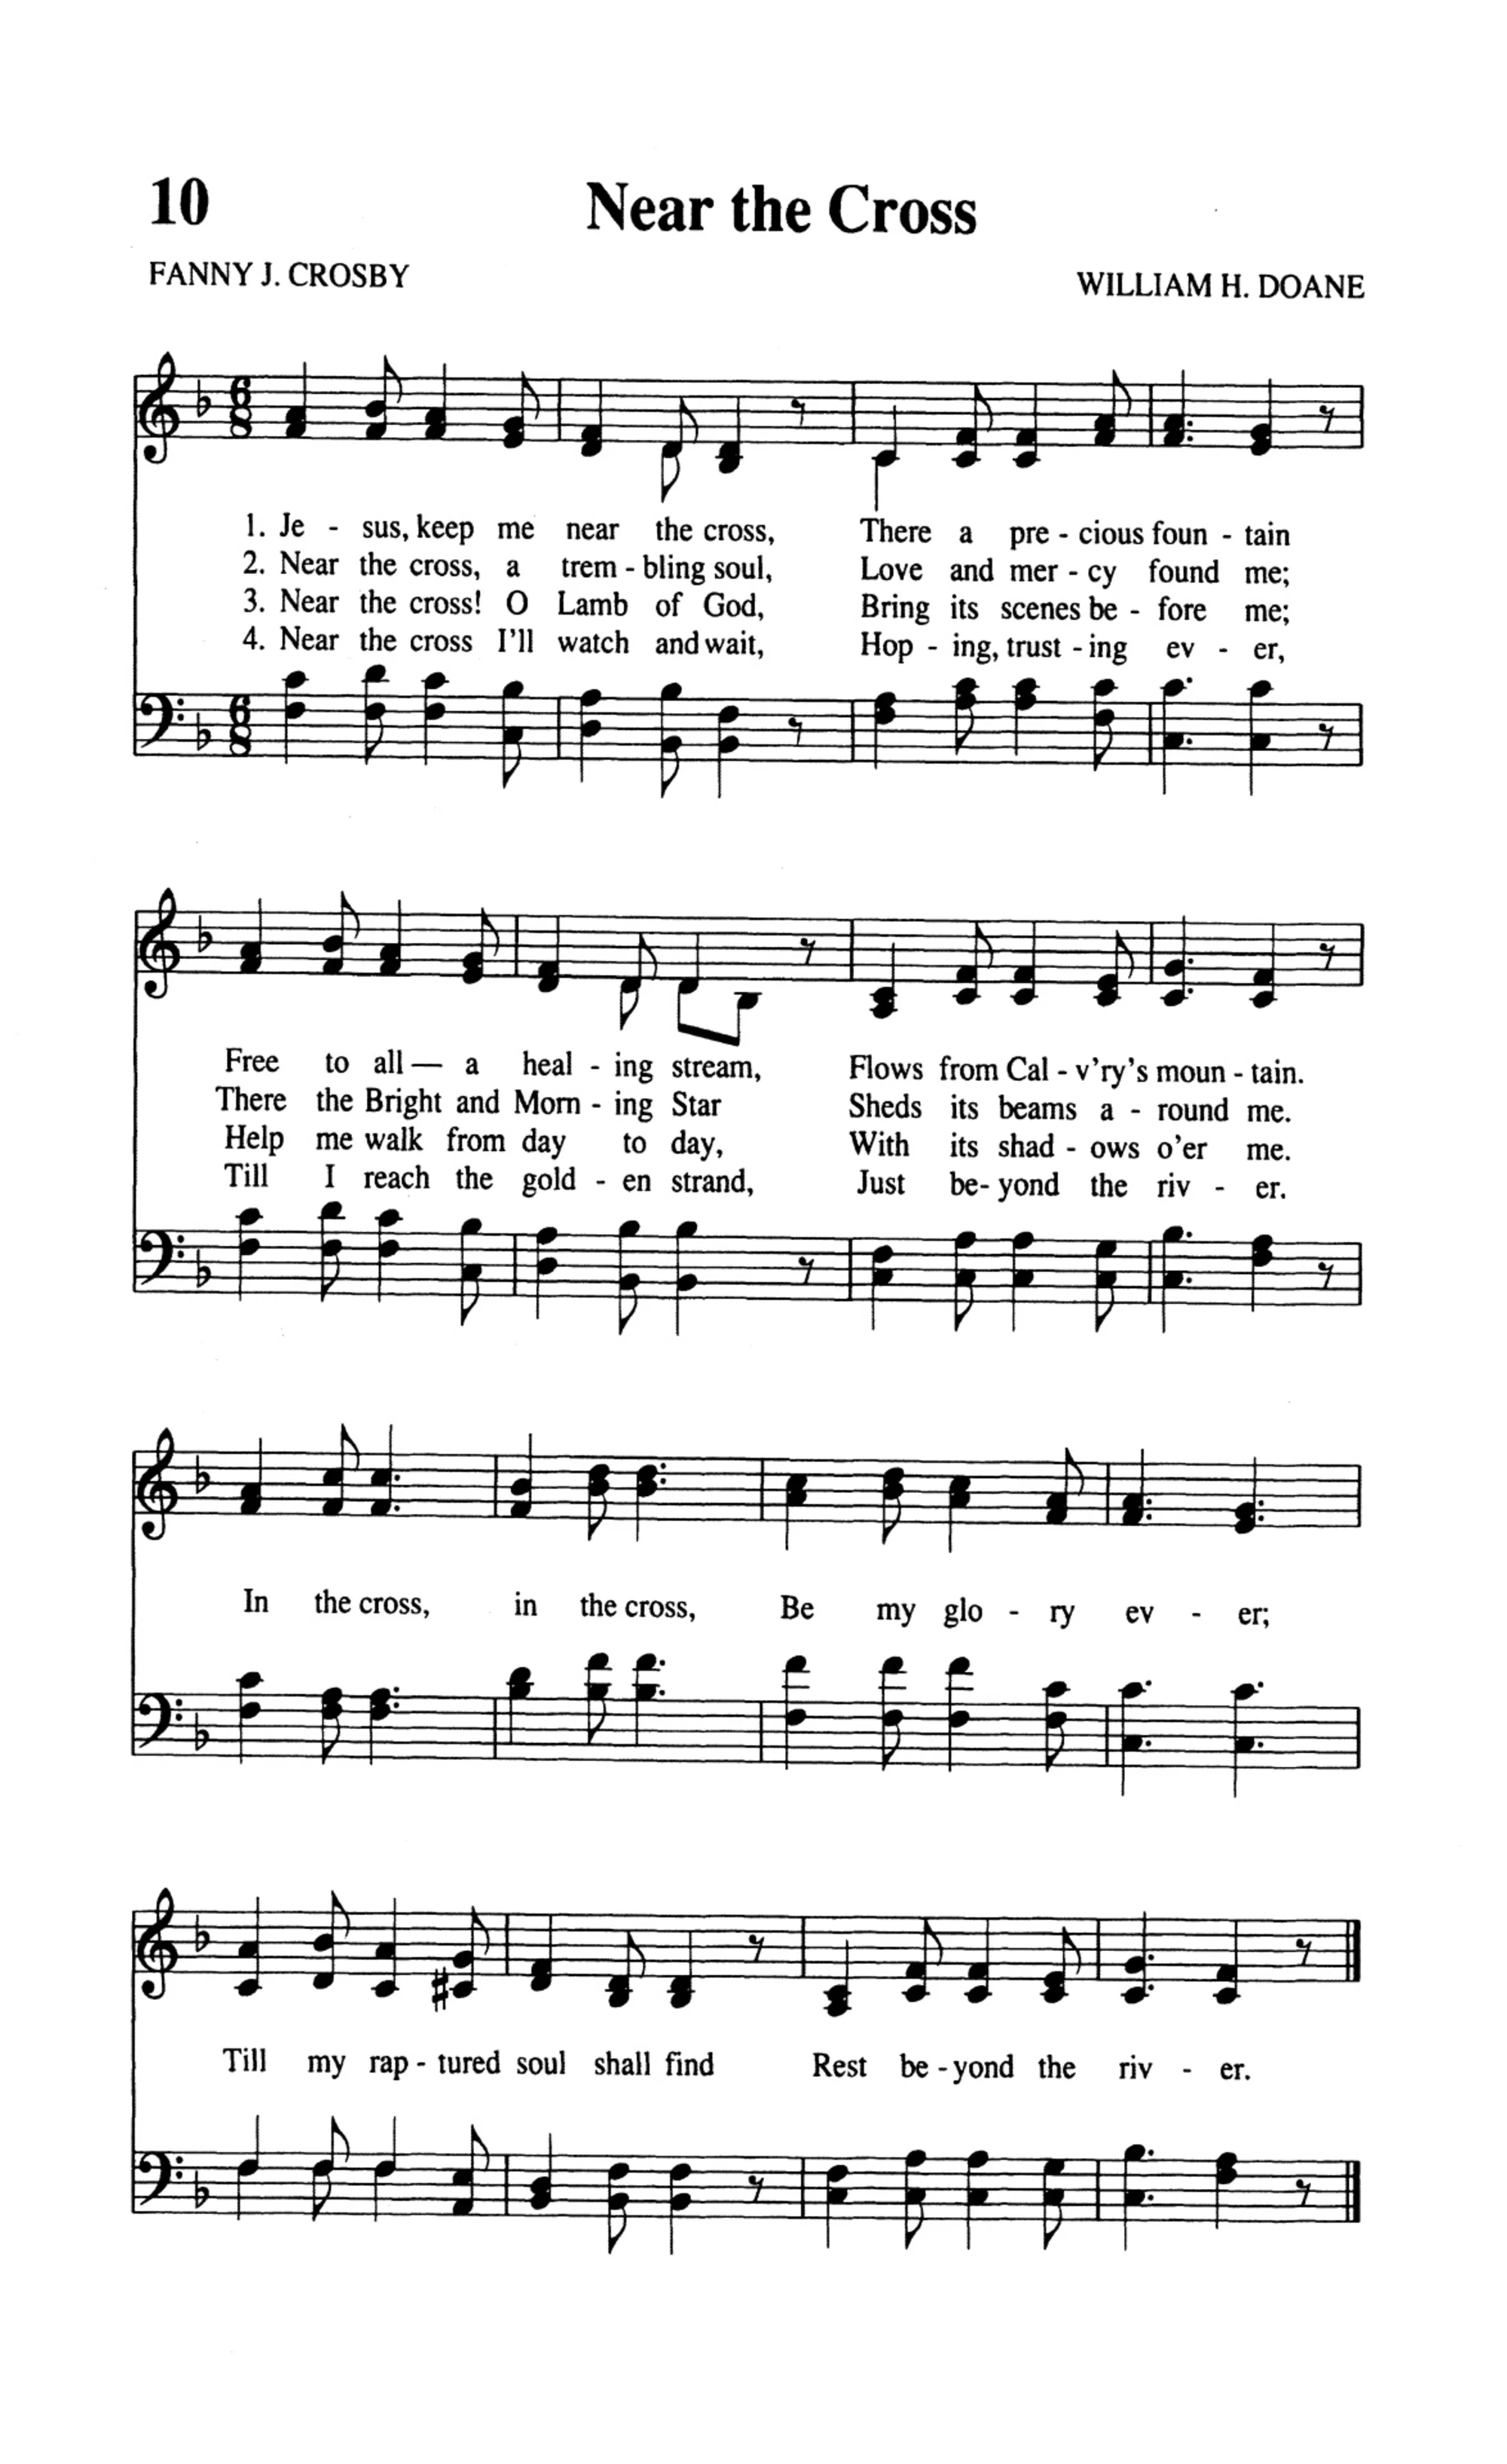 10 Near the Cross
FANNY J. CROSBY WILLIAM H. DOANE
1. Je - sus, keep me near the cross, There a pre - cious foun - tain
2. Near the cross, a trem - bling soul, Love and mer - cy found me;
3. Near the cross! O Lamb of God, Bring its scenes be - fore me;
4. Near the cross I'll watch and wait, Hop - ing, trust - ing ev - er,
Free to all — a heal - ing stream, Flows from Cal - v'ry's moun - tain.
There the Bright and Morn - ing Star Sheds its beams a - round me.
Help me walk from day to day, With its shad - ows o'er me.
Till I reach the gold - en strand, Just be - yond the riv - er.
In the cross, in the cross, Be my glo - ry ev - er;
Till my rap - tured soul shall find Rest be - yond the riv - er.